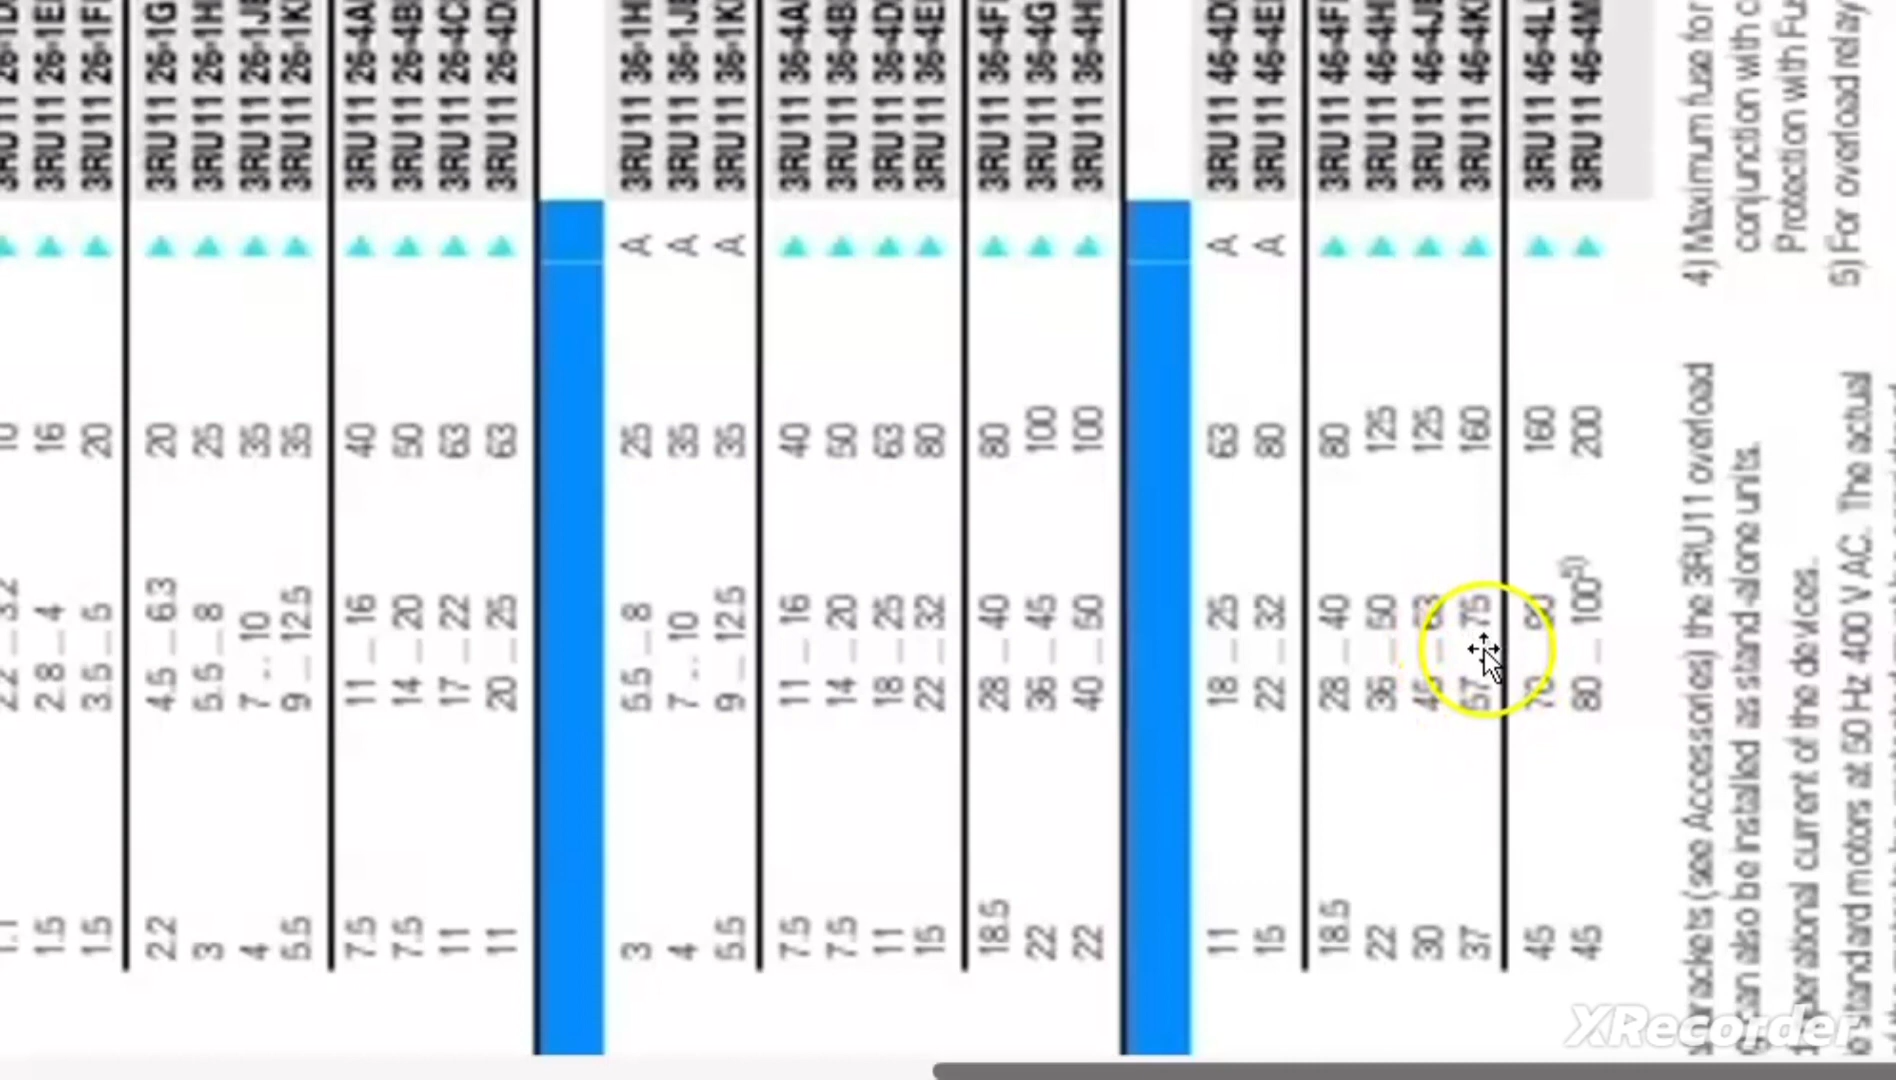 1.5 2.8 ... 4 16 3RU11 26-1E
1.5 3.5 ... 5 20 3RU11 26-1F
2.2 4.5 ... 6.3 20 3RU11 26-1G
3 5.5 ... 8 25 3RU11 26-1H
4 7 ... 10 35 3RU11 26-1J
5.5 9 ... 12.5 35 3RU11 26-1K
7.5 11 ... 16 40 3RU11 26-4A
7.5 14 ... 20 50 3RU11 26-4B
11 17 ... 22 63 3RU11 26-4C
11 20 ... 25 63 3RU11 26-4D
3 5.5 ... 8 25 A 3RU11 36-1H
4 7 ... 10 35 A 3RU11 36-1J
5.5 9 ... 12.5 35 A 3RU11 36-1K
7.5 11 ... 16 40 3RU11 36-4A
7.5 14 ... 20 50 3RU11 36-4B
11 18 ... 25 63 3RU11 36-4D
15 22 ... 32 80 3RU11 36-4E
18.5 28 ... 40 80 3RU11 36-4F
22 36 ... 45 100 3RU11 36-4G
22 40 ... 50 100 3RU11 36-4H
11 18 ... 25 63 A 3RU11 46-4D
15 22 ... 32 80 A 3RU11 46-4E
18.5 28 ... 40 80 3RU11 46-4F
22 36 ... 50 125 3RU11 46-4H
30 45 ... 63 125 3RU11 46-4J
37 57 ... 75 160 3RU11 46-4K
45 70 ... 90 160 3RU11 46-4L
45 80 ... 100⁵⁾ 200 3RU11 46-4M
brackets (see Accessories) the 3RU11 overload
can also be installed as stand-alone units.
operational current of the devices.
standard motors at 50 Hz 400 V AC. The actual
4) Maximum fuse for
conjunction with c
Protection with Fu
5) For overload relay
XRecorder